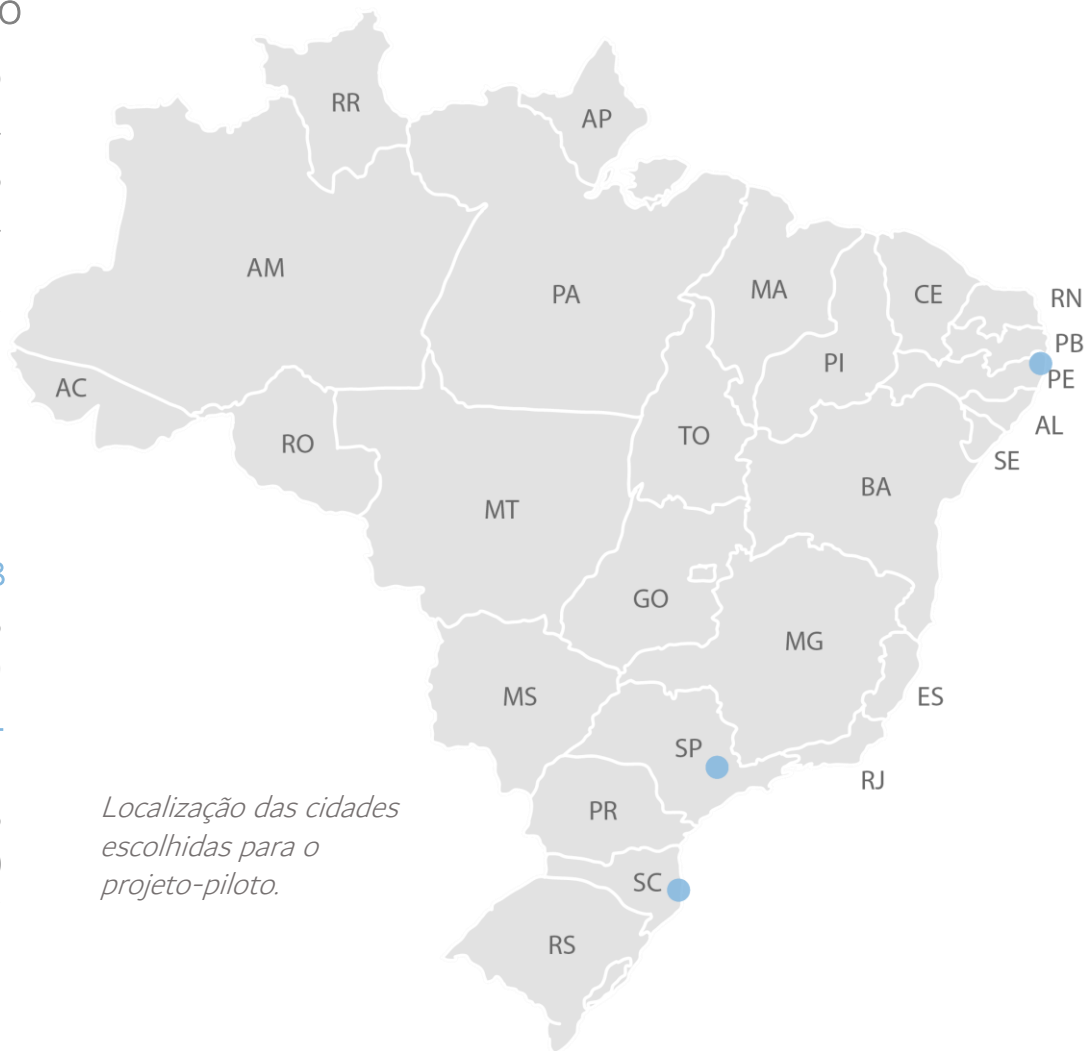 O
RR
AP
AM
PA
MA
CE
RN
PB
PI
PE
AC
AL
TO
RO
SE
BA
MT
GO
MG
MS
ES
SP
RJ
PR
Localização das cidades
escolhidas para o
projeto-piloto.
SC
RS